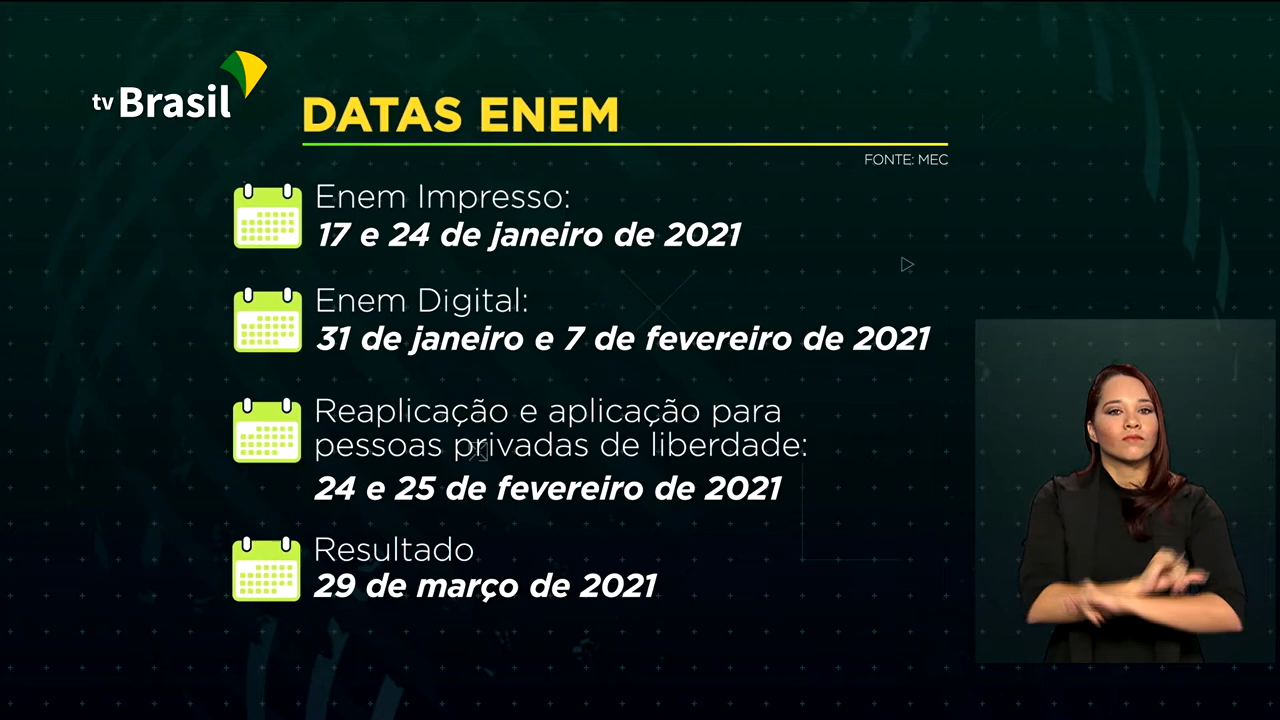 tv Brasil
DATAS ENEM
FONTE: MEC
Enem Impresso:
17 e 24 de janeiro de 2021
Enem Digital:
31 de janeiro e 7 de fevereiro de 2021
Reaplicação e aplicação para
pessoas privadas de liberdade:
24 e 25 de fevereiro de 2021
Resultado
29 de março de 2021